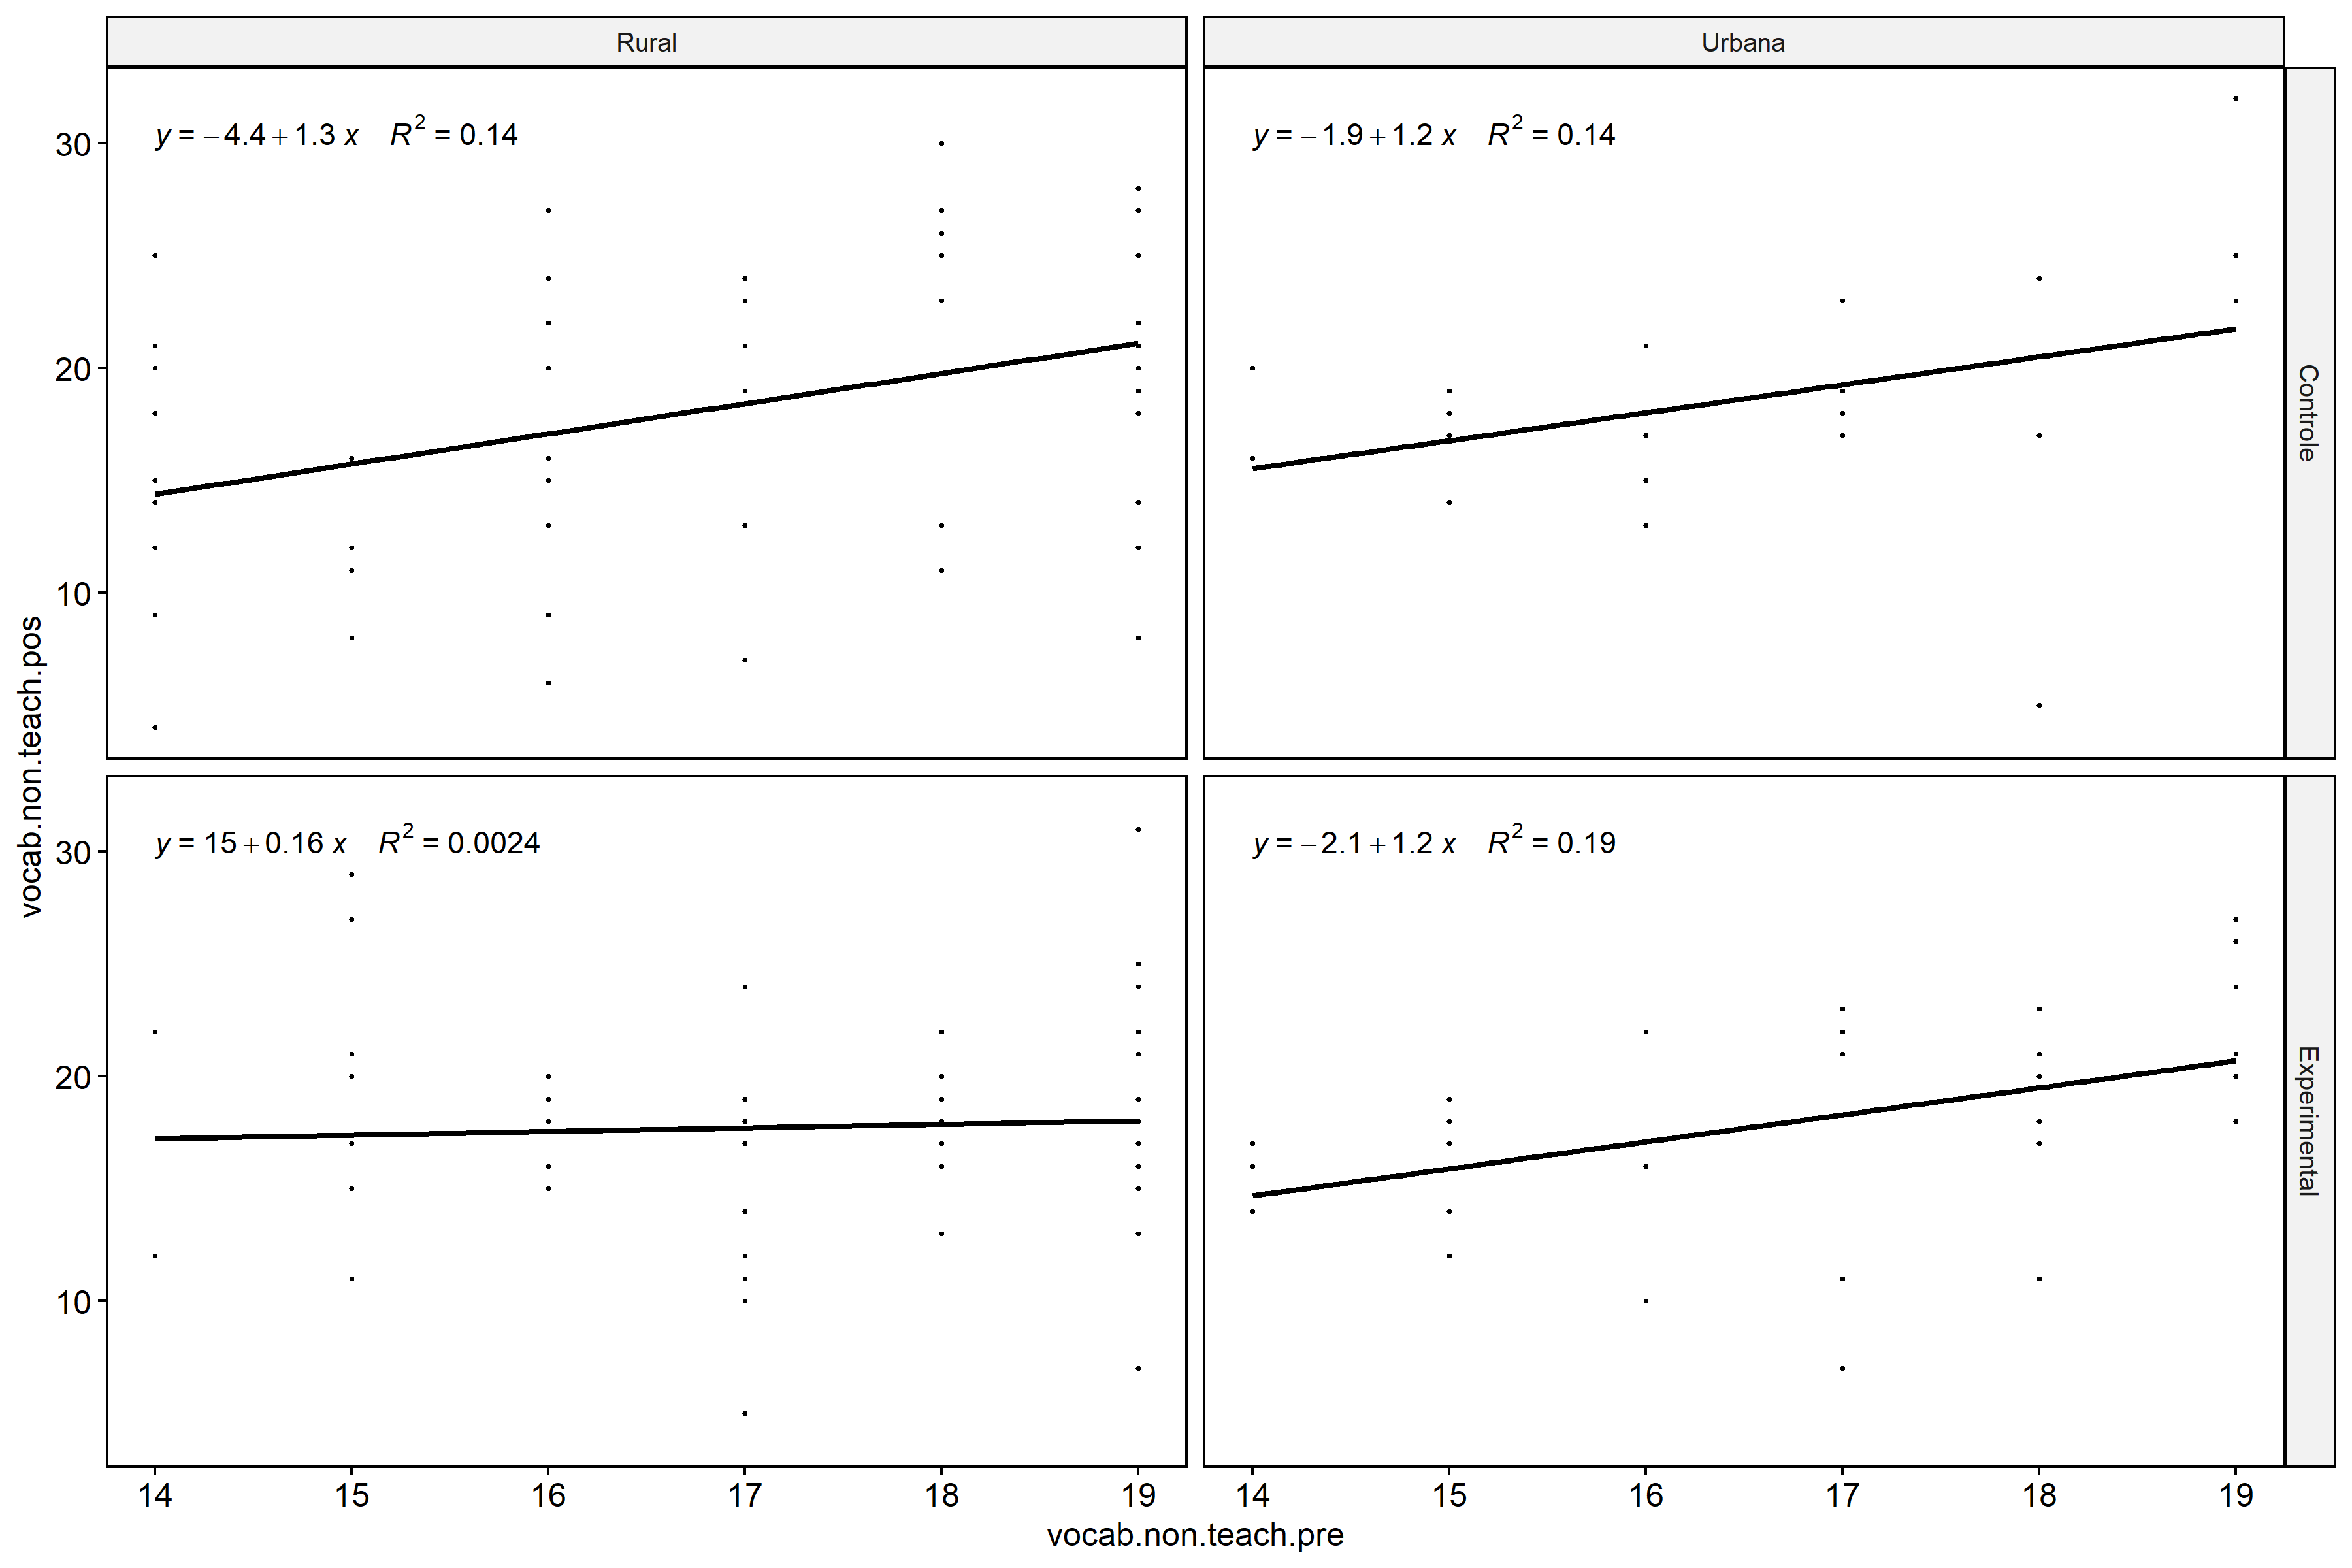 Rural
Urbana
y = −4.4 + 1.3 x R² = 0.14
y = −1.9 + 1.2 x R² = 0.14
30
20
10
Controle
vocab.non.teach.pos
y = 15 + 0.16 x R² = 0.0024
y = −2.1 + 1.2 x R² = 0.19
30
20
10
Experimental
14 15 16 17 18 19
14 15 16 17 18 19
vocab.non.teach.pre